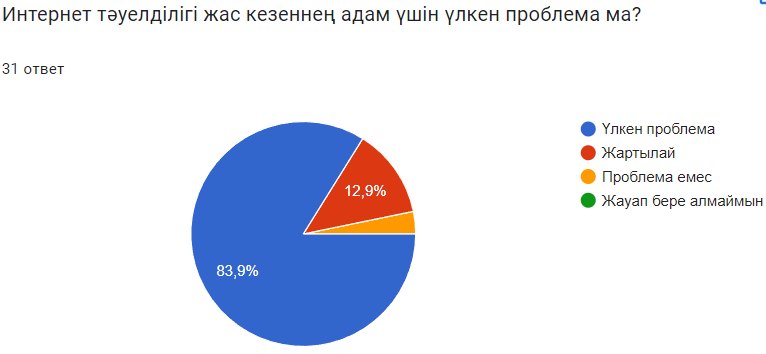 Интернет тәуелділігі жас кезеннең адам үшін үлкен проблема ма?
31 ответ
Үлкен проблема
Жартылай
Проблема емес
Жауап бере алмаймын
12,9%
83,9%